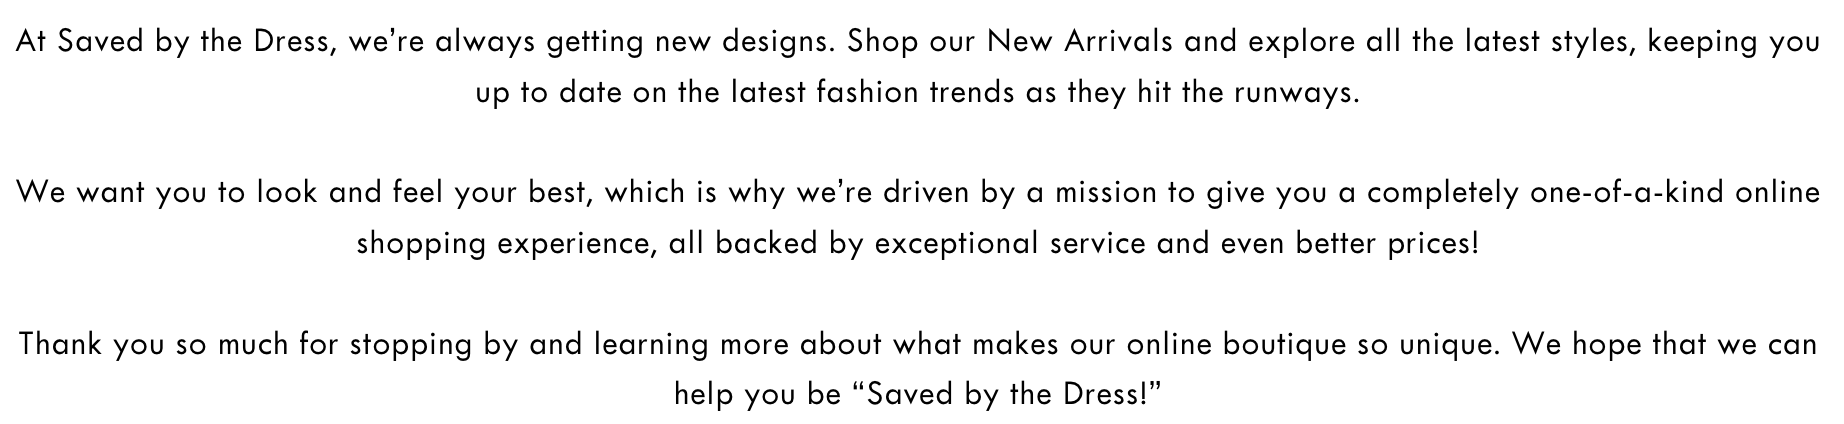 At Saved by the Dress, we’re always getting new designs. Shop our New Arrivals and explore all the latest styles, keeping you
up to date on the latest fashion trends as they hit the runways.
We want you to look and feel your best, which is why we’re driven by a mission to give you a completely one-of-a-kind online
shopping experience, all backed by exceptional service and even better prices!
Thank you so much for stopping by and learning more about what makes our online boutique so unique. We hope that we can
help you be “Saved by the Dress!”